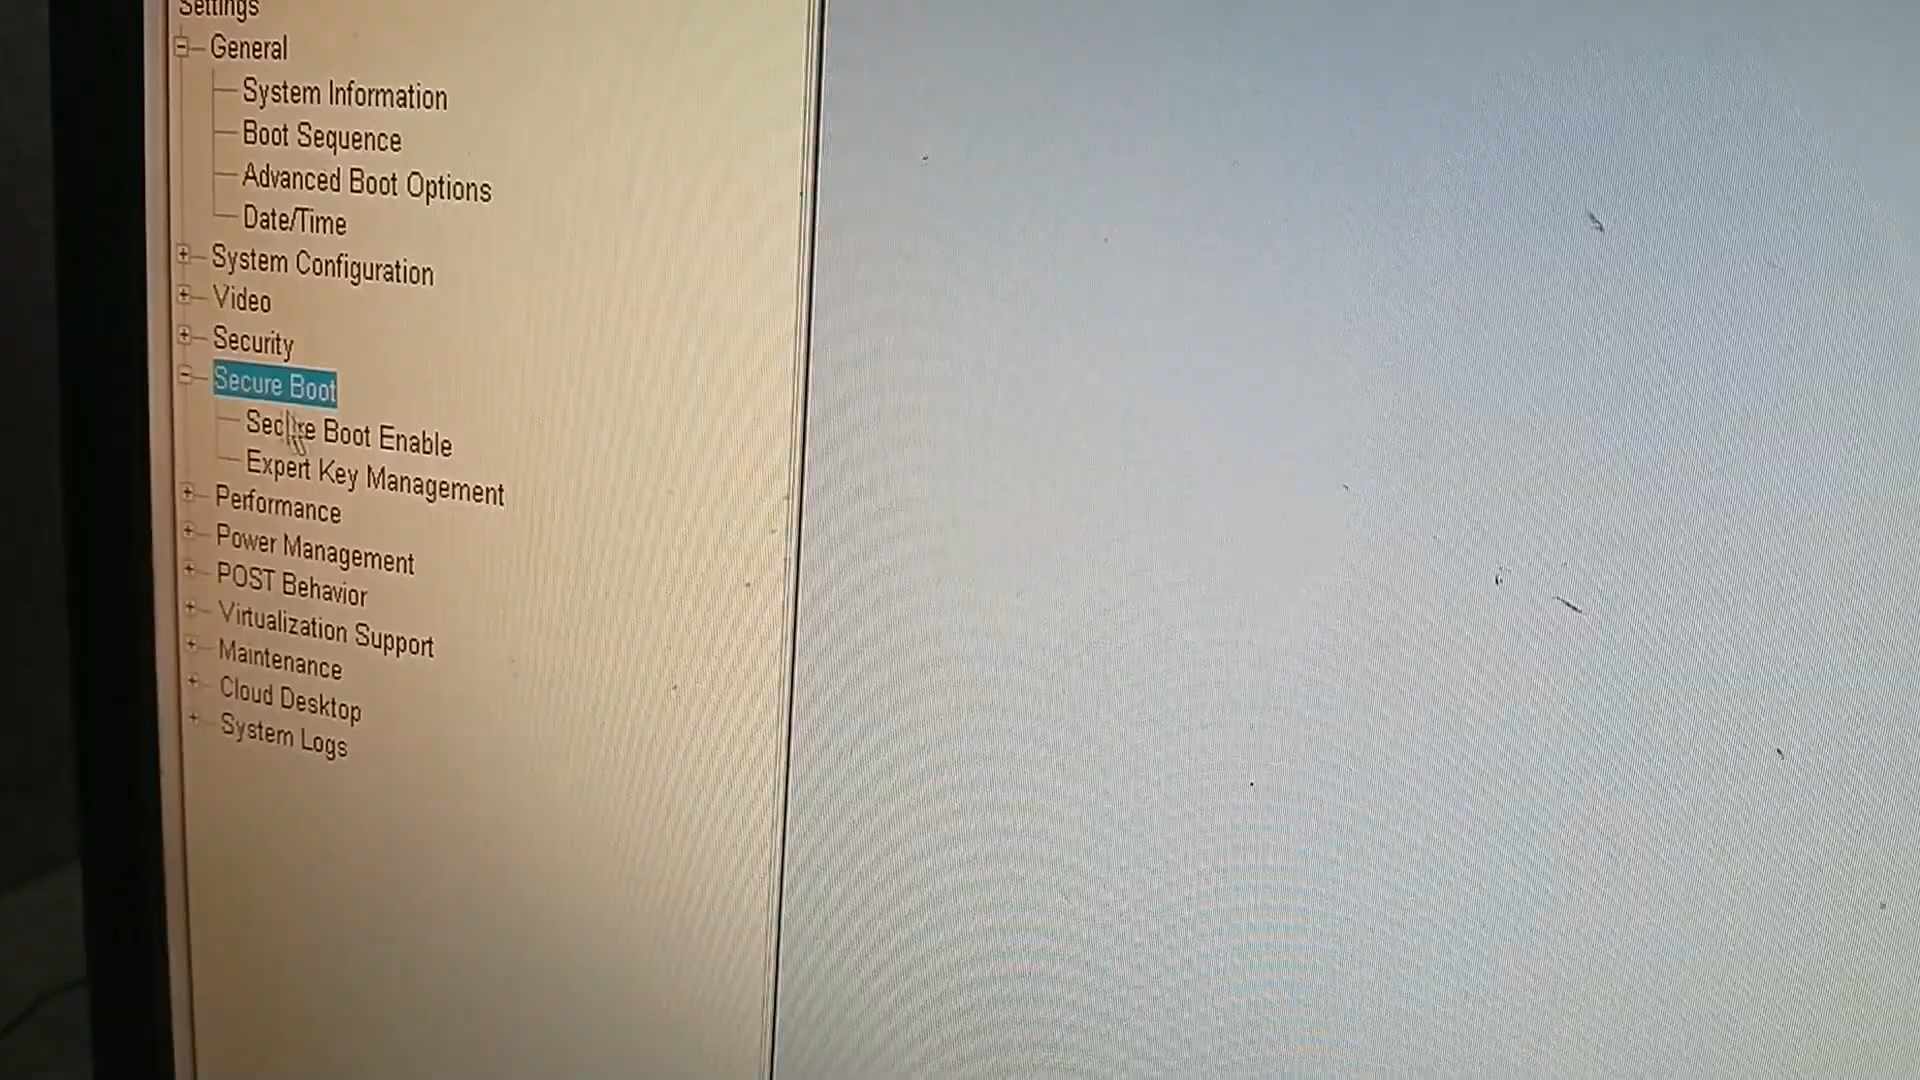 Settings
General
System Information
Boot Sequence
Advanced Boot Options
Date/Time
System Configuration
Video
Security
Secure Boot
Secure Boot Enable
Expert Key Management
Performance
Power Management
POST Behavior
Virtualization Support
Maintenance
Cloud Desktop
System Logs